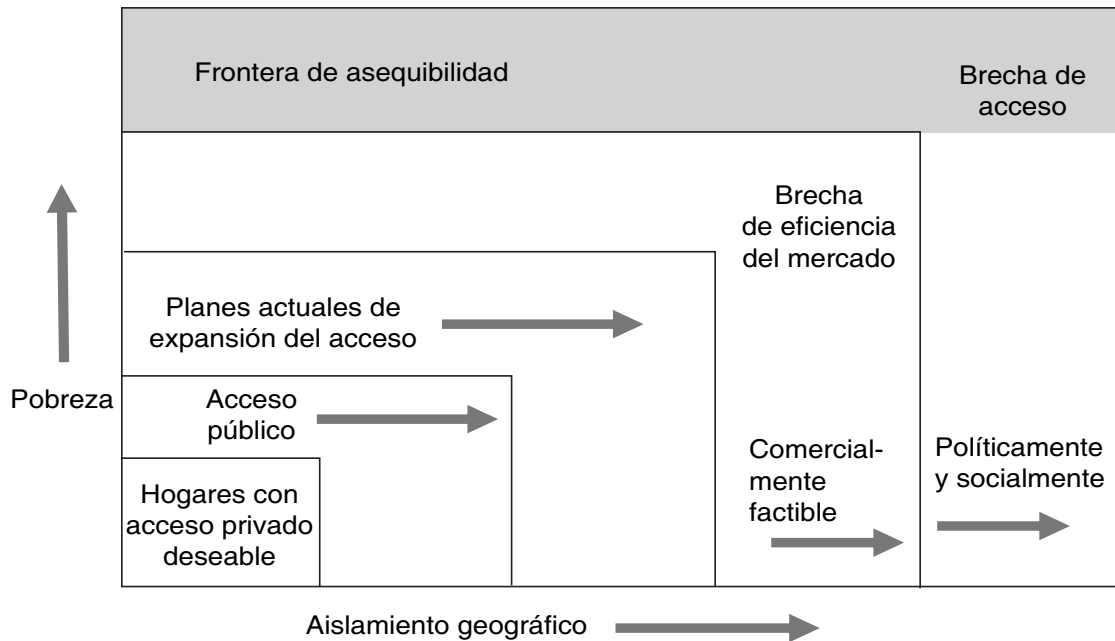 Frontera de asequibilidad
Brecha de
acceso
Brecha
de eficiencia
del mercado
Planes actuales de
expansión del acceso
Pobreza
Acceso
público
Hogares con
acceso privado
deseable
Comercial-
mente
factible
Políticamente
y socialmente
Aislamiento geográfico